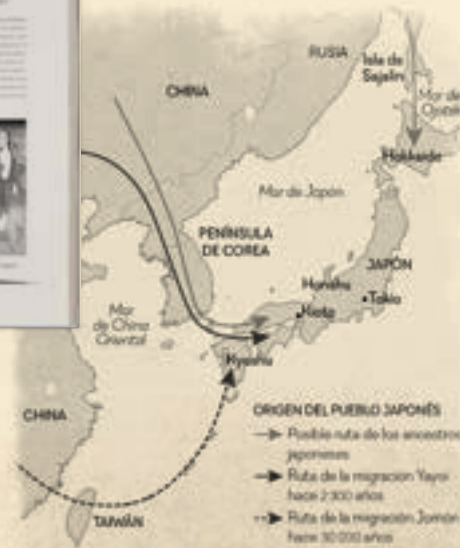 RUSIA
Isla de
Sajalín
Mar de
CHINA
Hokkaido
Mar de Japón
PENÍNSULA
DE COREA
JAPÓN
Honshu
Tokio
Kioto
Mar
de China
Oriental
Kyushu
CHINA
TAIWÁN
ORIGEN DEL PUEBLO JAPONÉS
Posible ruta de los ancestros
japoneses
Ruta de la migración Yayoi
hace 2 300 años
Ruta de la migración Jomón
hace 30 000 años